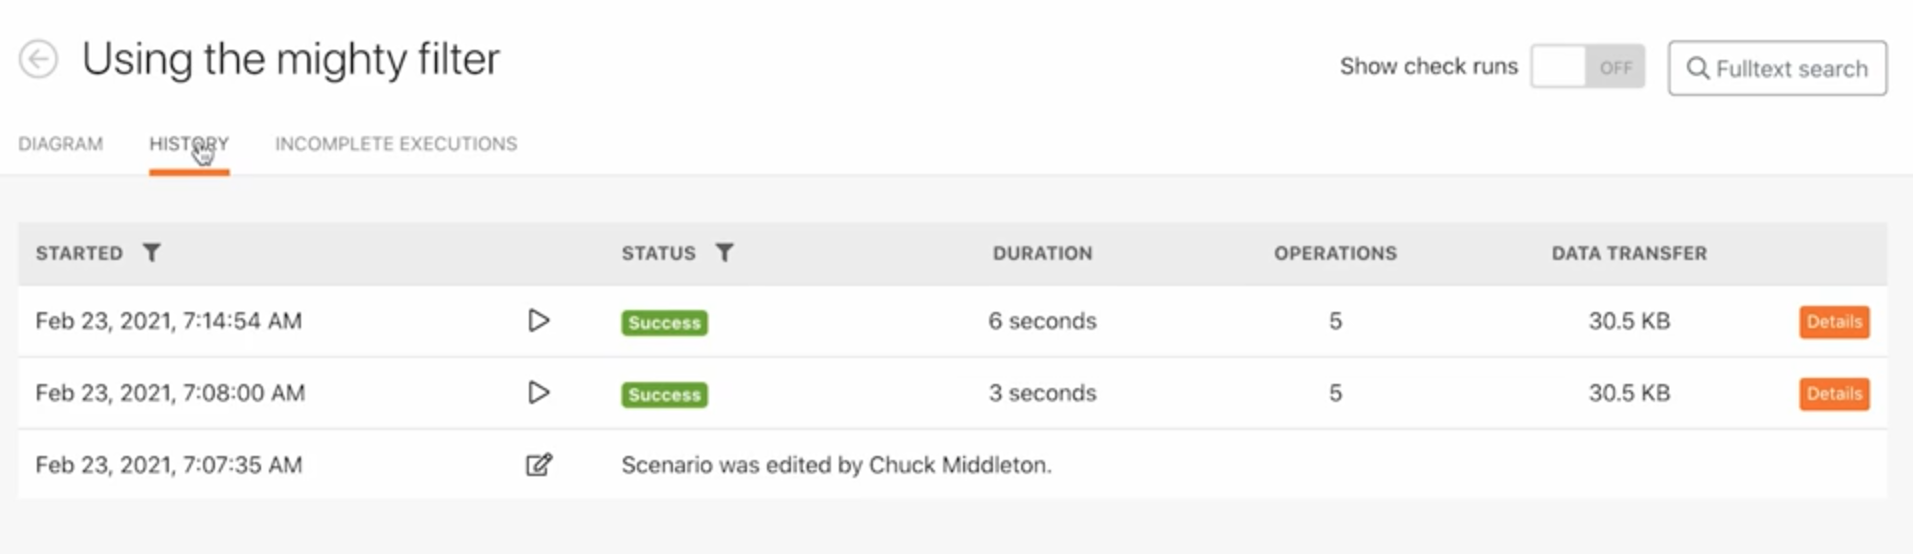 Using the mighty filter
Show check runs OFF Fulltext search
DIAGRAM HISTORY INCOMPLETE EXECUTIONS
STARTED STATUS DURATION OPERATIONS DATA TRANSFER
Feb 23, 2021, 7:14:54 AM Success 6 seconds 5 30.5 KB Details
Feb 23, 2021, 7:08:00 AM Success 3 seconds 5 30.5 KB Details
Feb 23, 2021, 7:07:35 AM Scenario was edited by Chuck Middleton.